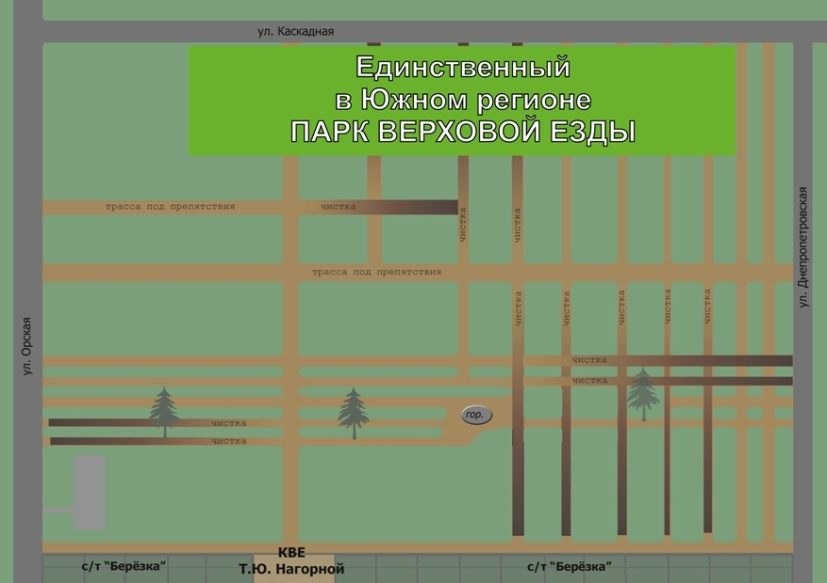 ул. Каскадная
Единственный
в Южном регионе
ПАРК ВЕРХОВОЙ ЕЗДЫ
трасса под препятствия
чистка
чистка
чистка
ул. Днепропетровская
трасса под препятствия
чистка
чистка
чистка
чистка
чистка
ул. Орская
чистка
чистка
гор.
чистка
чистка
КВЕ
с/т "Берёзка"
Т.Ю. Нагорной
с/т "Берёзка"